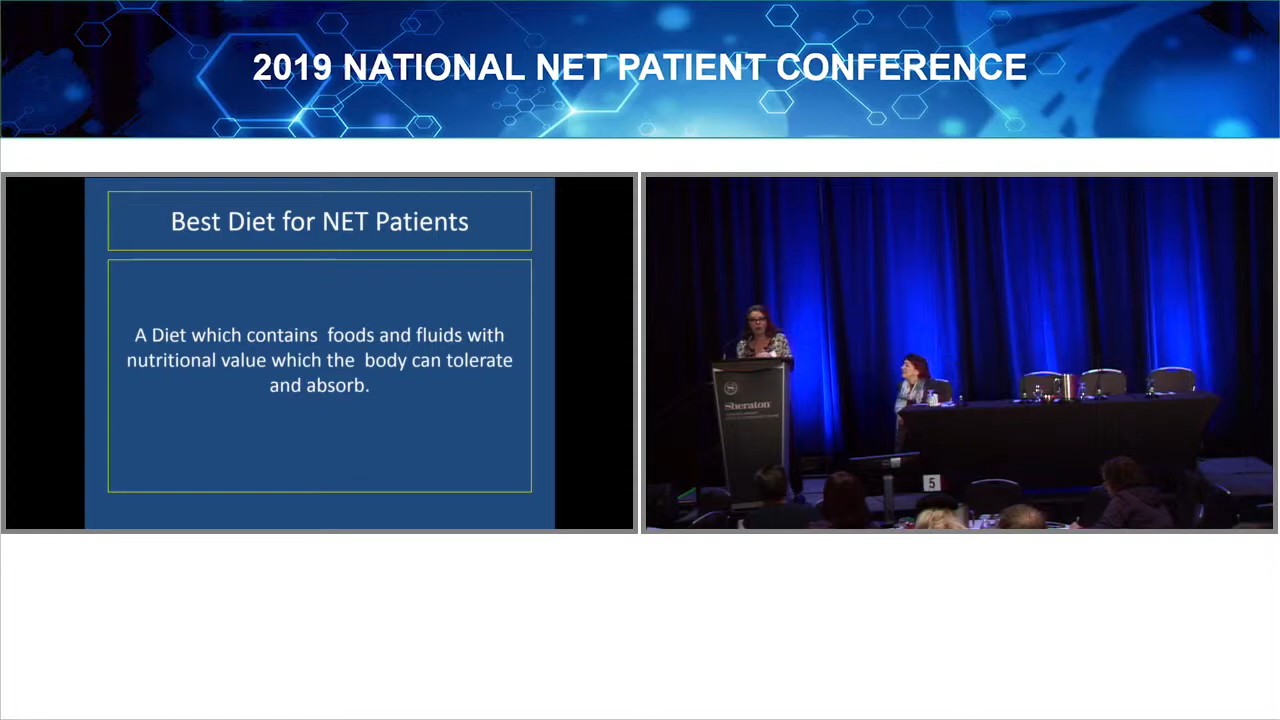 2019 NATIONAL NET PATIENT CONFERENCE
Best Diet for NET Patients
A Diet which contains foods and fluids with
nutritional value which the body can tolerate
and absorb.
Sheraton
5